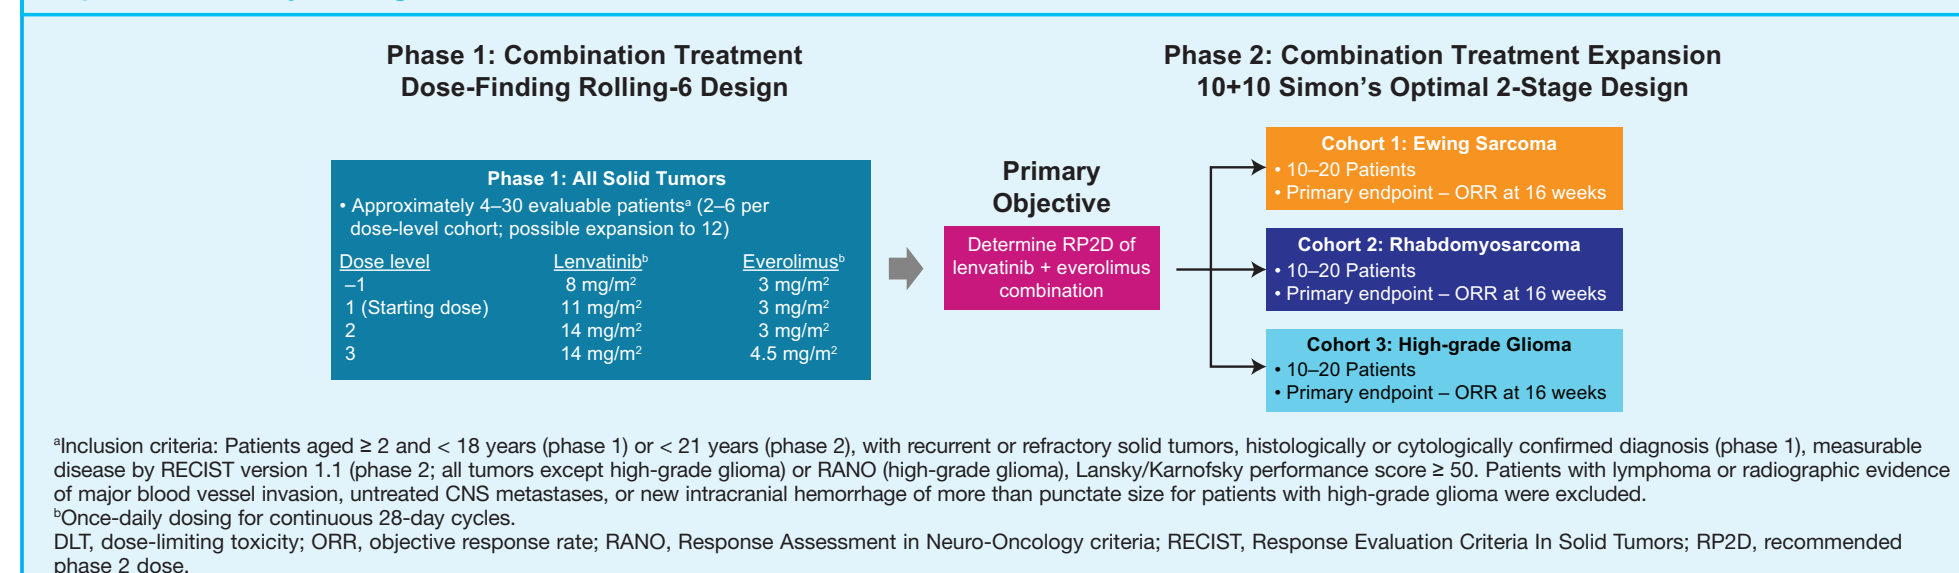 Phase 1: Combination Treatment
Dose-Finding Rolling-6 Design
Phase 2: Combination Treatment Expansion
10+10 Simon’s Optimal 2-Stage Design
Phase 1: All Solid Tumors
• Approximately 4–30 evaluable patientsᵃ (2–6 per
dose-level cohort; possible expansion to 12)
Dose level Lenvatinibᵇ Everolimusᵇ
–1 8 mg/m² 3 mg/m²
1 (Starting dose) 11 mg/m² 3 mg/m²
2 14 mg/m² 3 mg/m²
3 14 mg/m² 4.5 mg/m²
Primary
Objective
Determine RP2D of
lenvatinib + everolimus
combination
Cohort 1: Ewing Sarcoma
• 10–20 Patients
• Primary endpoint – ORR at 16 weeks
Cohort 2: Rhabdomyosarcoma
• 10–20 Patients
• Primary endpoint – ORR at 16 weeks
Cohort 3: High-grade Glioma
• 10–20 Patients
• Primary endpoint – ORR at 16 weeks
ᵃInclusion criteria: Patients aged ≥ 2 and < 18 years (phase 1) or < 21 years (phase 2), with recurrent or refractory solid tumors, histologically or cytologically confirmed diagnosis (phase 1), measurable
disease by RECIST version 1.1 (phase 2; all tumors except high-grade glioma) or RANO (high-grade glioma), Lansky/Karnofsky performance score ≥ 50. Patients with lymphoma or radiographic evidence
of major blood vessel invasion, untreated CNS metastases, or new intracranial hemorrhage of more than punctate size for patients with high-grade glioma were excluded.
ᵇOnce-daily dosing for continuous 28-day cycles.
DLT, dose-limiting toxicity; ORR, objective response rate; RANO, Response Assessment in Neuro-Oncology criteria; RECIST, Response Evaluation Criteria In Solid Tumors; RP2D, recommended
phase 2 dose.